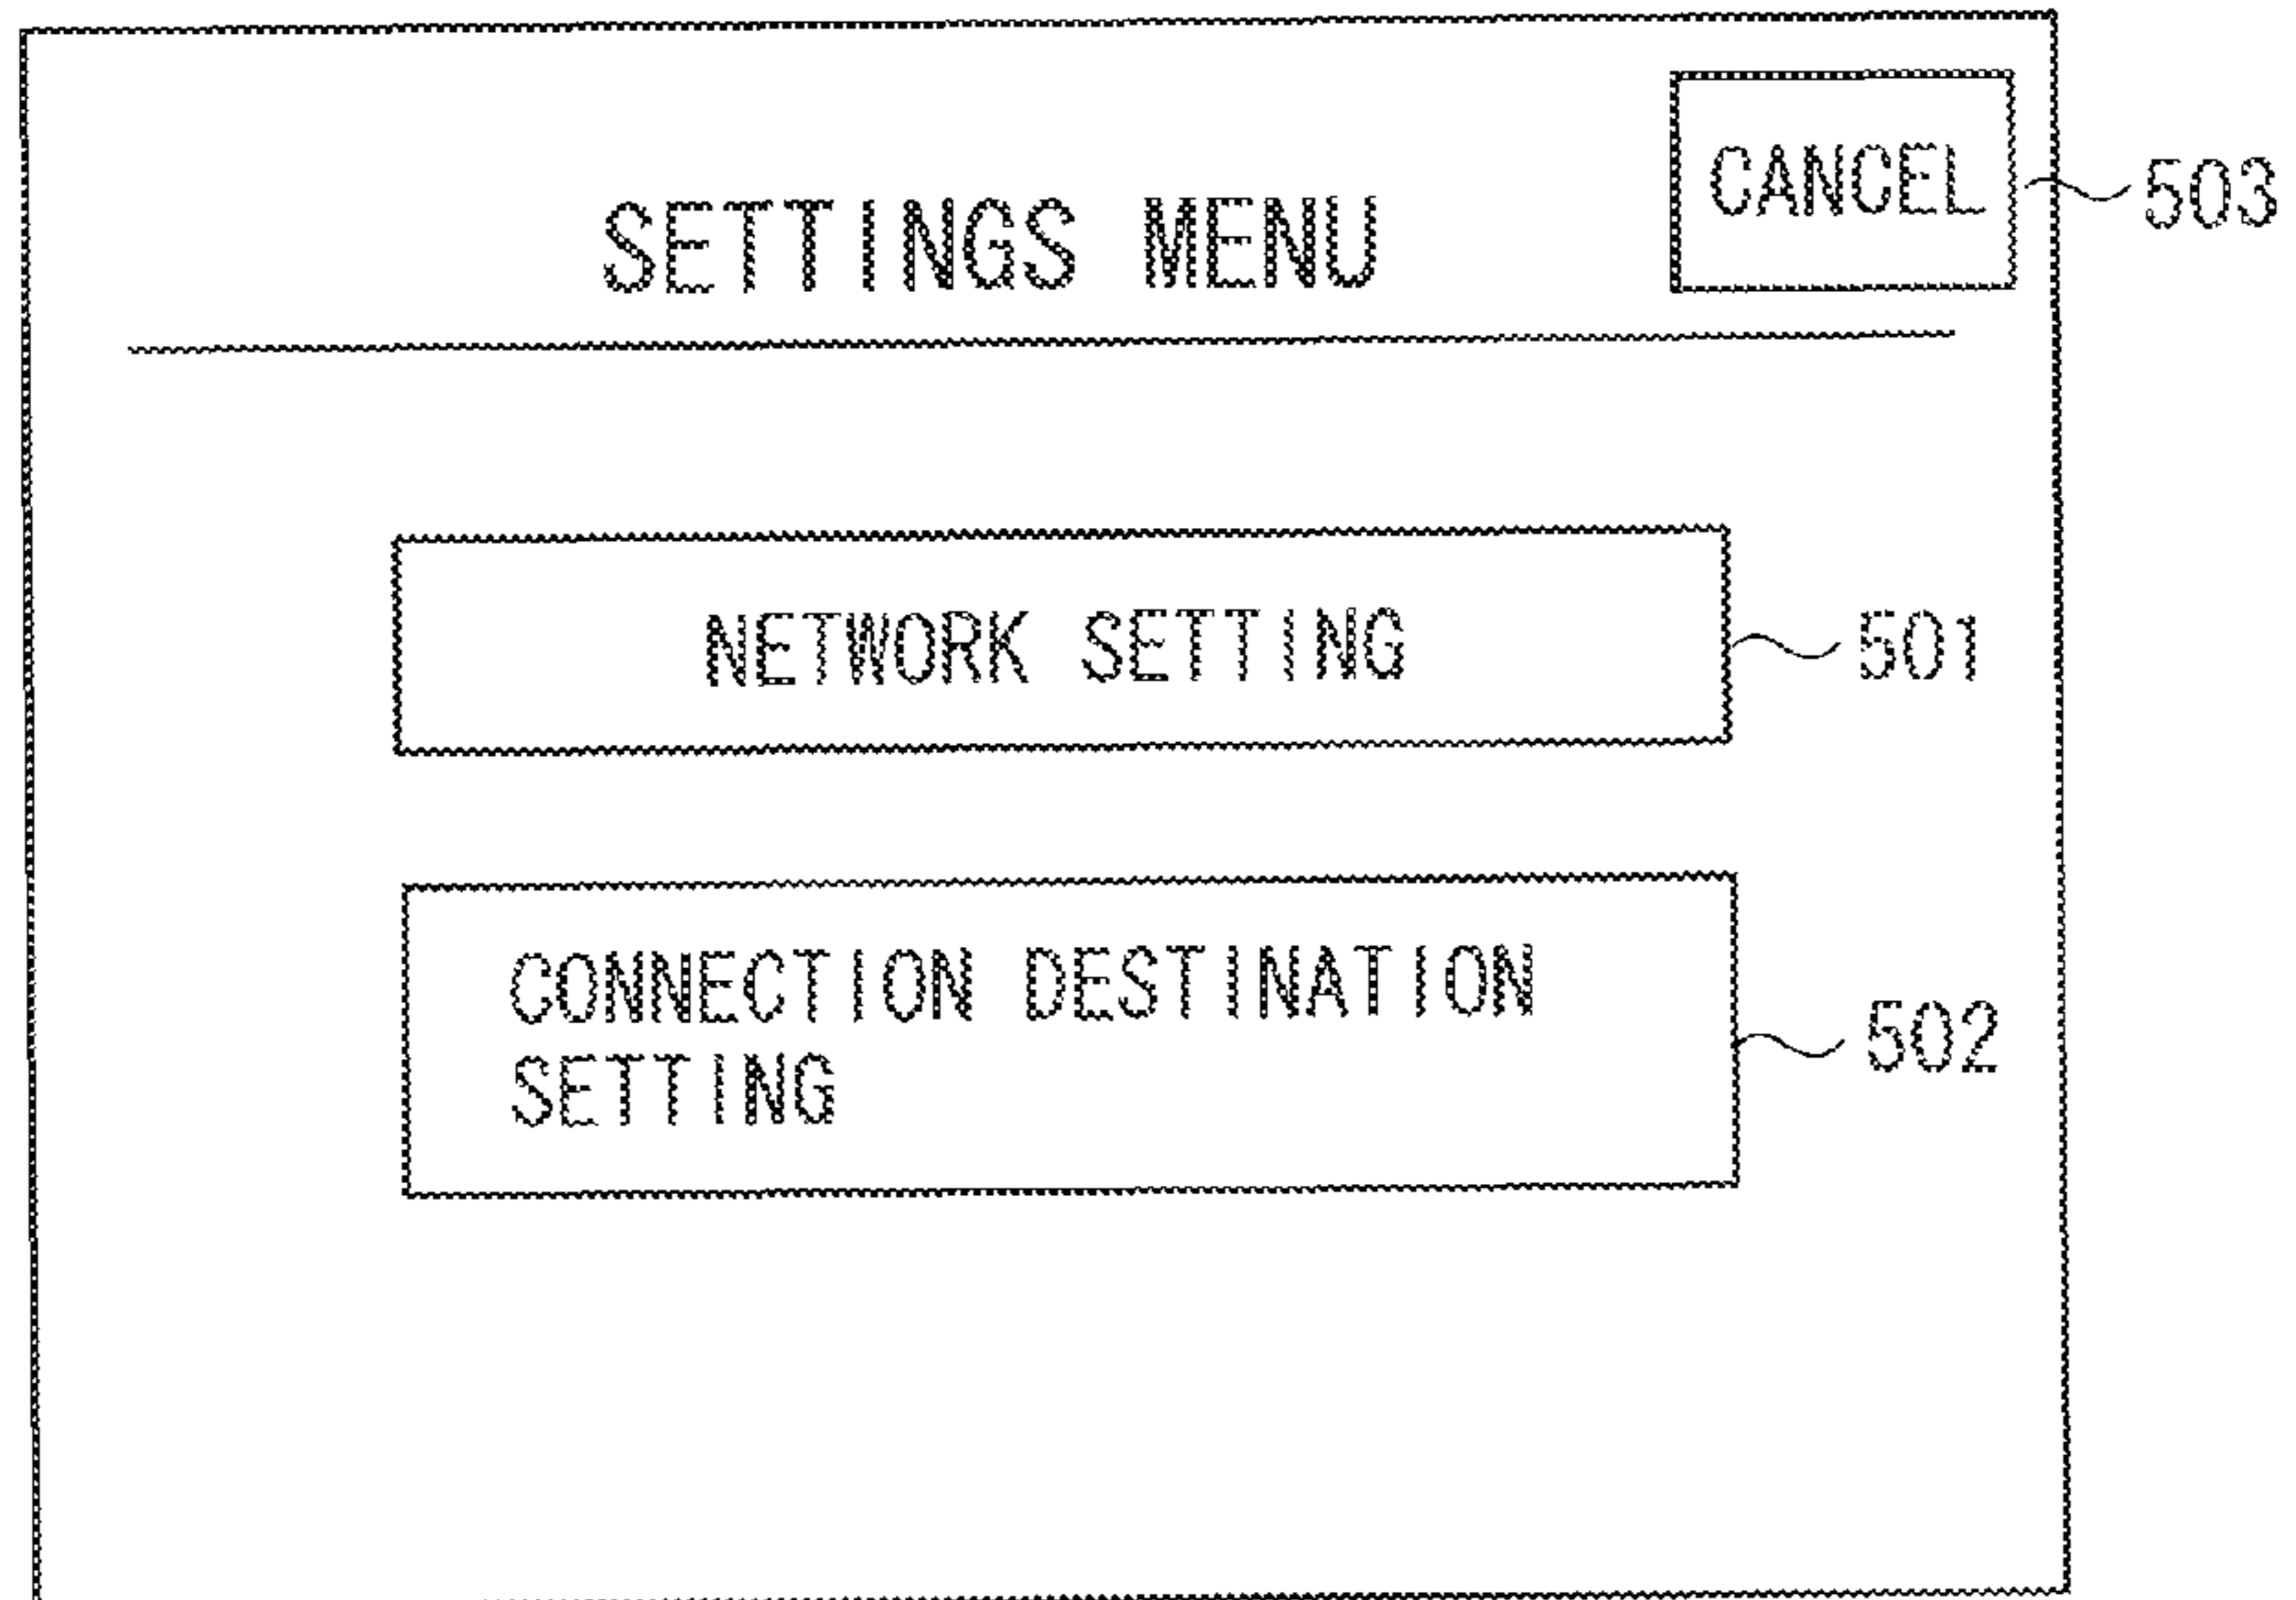 CANCEL
503
SETTINGS MENU
NETWORK SETTING
501
CONNECTION DESTINATION
SETTING
502